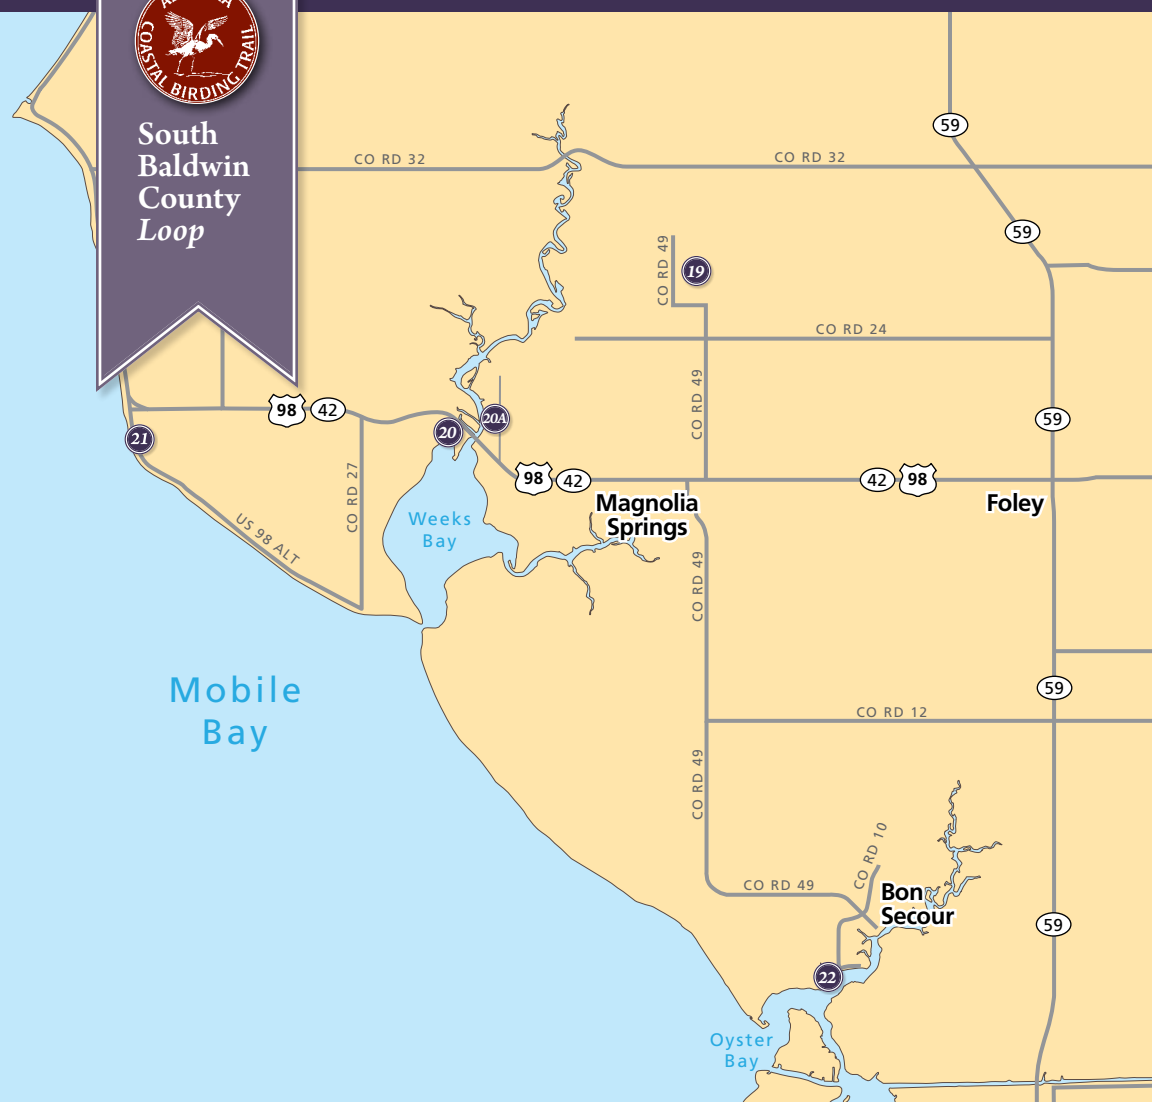 COASTAL BIRDING TRAIL
South
Baldwin
County
Loop
CO RD 32
CO RD 32
59
59
CO RD 49
19
CO RD 24
CO RD 49
59
98
42
20
20A
21
98
42
42
98
CO RD 27
US 98 ALT
Weeks
Bay
Magnolia
Springs
Foley
CO RD 49
Mobile
Bay
59
CO RD 12
CO RD 49
CO RD 10
CO RD 49
Bon
Secour
59
22
Oyster
Bay